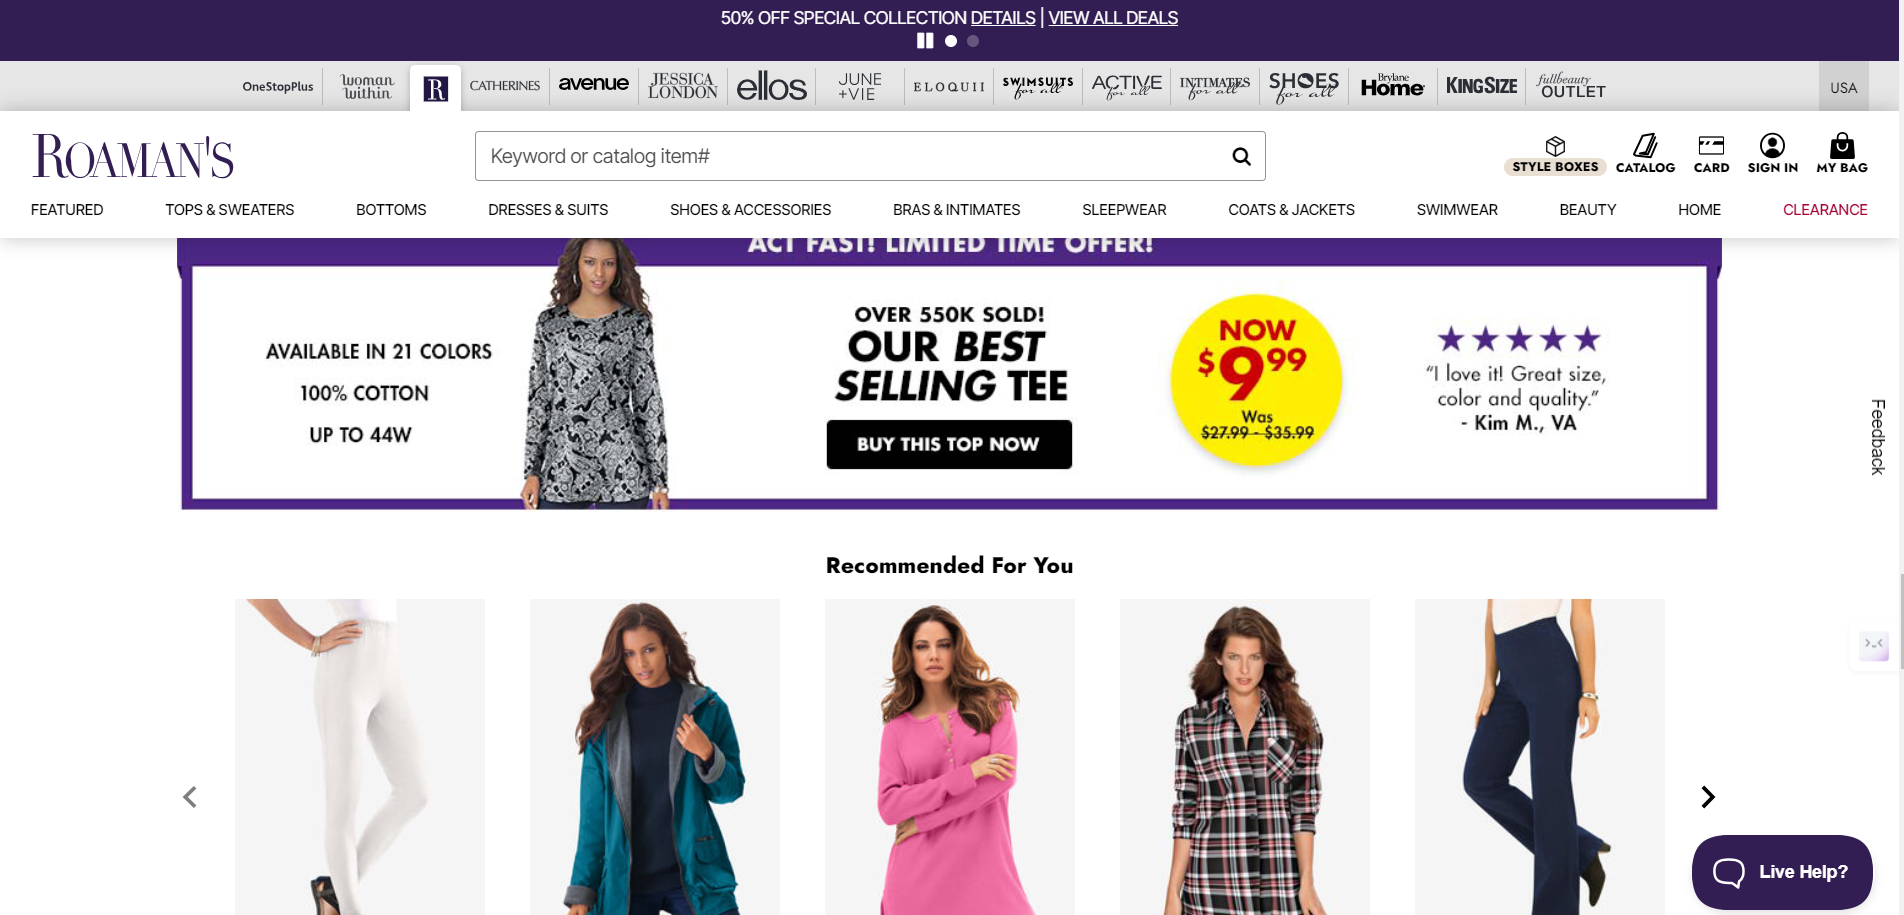 50% OFF SPECIAL COLLECTION DETAILS | VIEW ALL DEALS
OneStopPlus
woman within
R
CATHERINES
avenue
JESSICA LONDON
ellos
JUNE +VIE
ELOQUII
SWIMSUITS for all
ACTIVE for all
INTIMATES for all
SHOES for all
Brylane Home
KINGSIZE
fullbeauty OUTLET
USA
ROAMAN'S
Keyword or catalog item#
STYLE BOXES
CATALOG
CARD
SIGN IN
MY BAG
FEATURED
TOPS & SWEATERS
BOTTOMS
DRESSES & SUITS
SHOES & ACCESSORIES
BRAS & INTIMATES
SLEEPWEAR
COATS & JACKETS
SWIMWEAR
BEAUTY
HOME
CLEARANCE
ACT FAST! LIMITED TIME OFFER!
AVAILABLE IN 21 COLORS
100% COTTON
UP TO 44W
OVER 550K SOLD!
OUR BEST
SELLING TEE
BUY THIS TOP NOW
NOW
$9.99
Was
$27.99 - $35.99
“I love it! Great size,
color and quality.”
- Kim M., VA
Feedback
Recommended For You
Live Help?